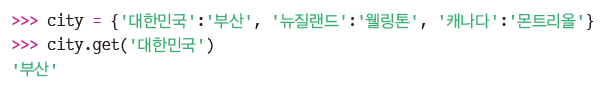 >>> city = {'대한민국':'부산', '뉴질랜드':'웰링톤', '캐나다':'몬트리올'}
>>> city.get('대한민국')
'부산'